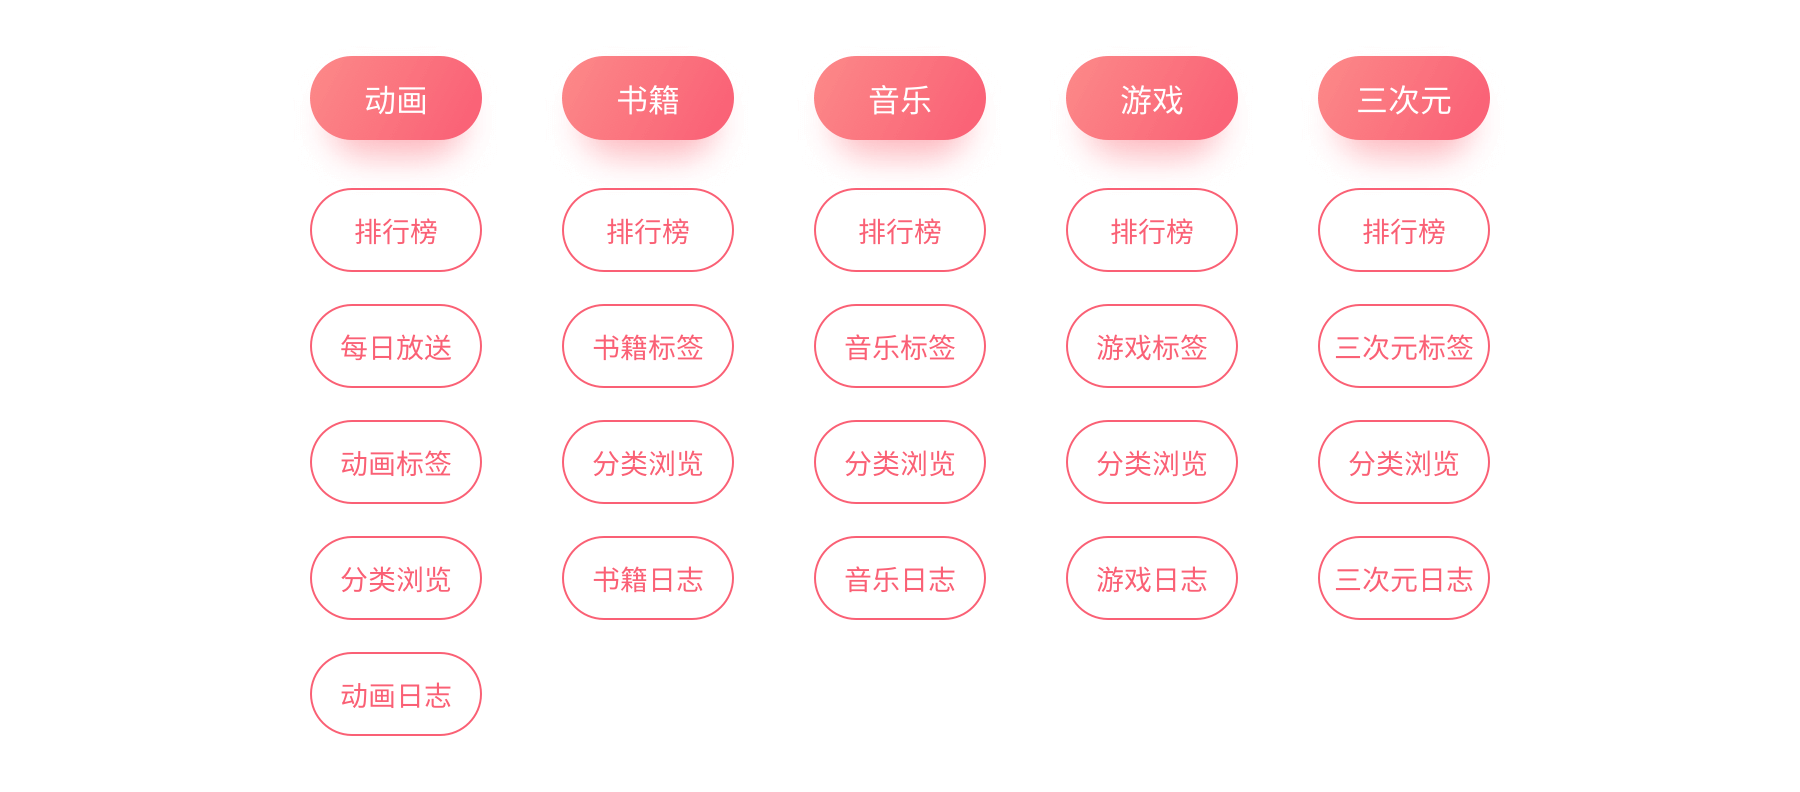 动画 书籍 音乐 游戏 三次元
排行榜 排行榜 排行榜 排行榜 排行榜
每日放送 书籍标签 音乐标签 游戏标签 三次元标签
动画标签 分类浏览 分类浏览 分类浏览 分类浏览
分类浏览 书籍日志 音乐日志 游戏日志 三次元日志
动画日志